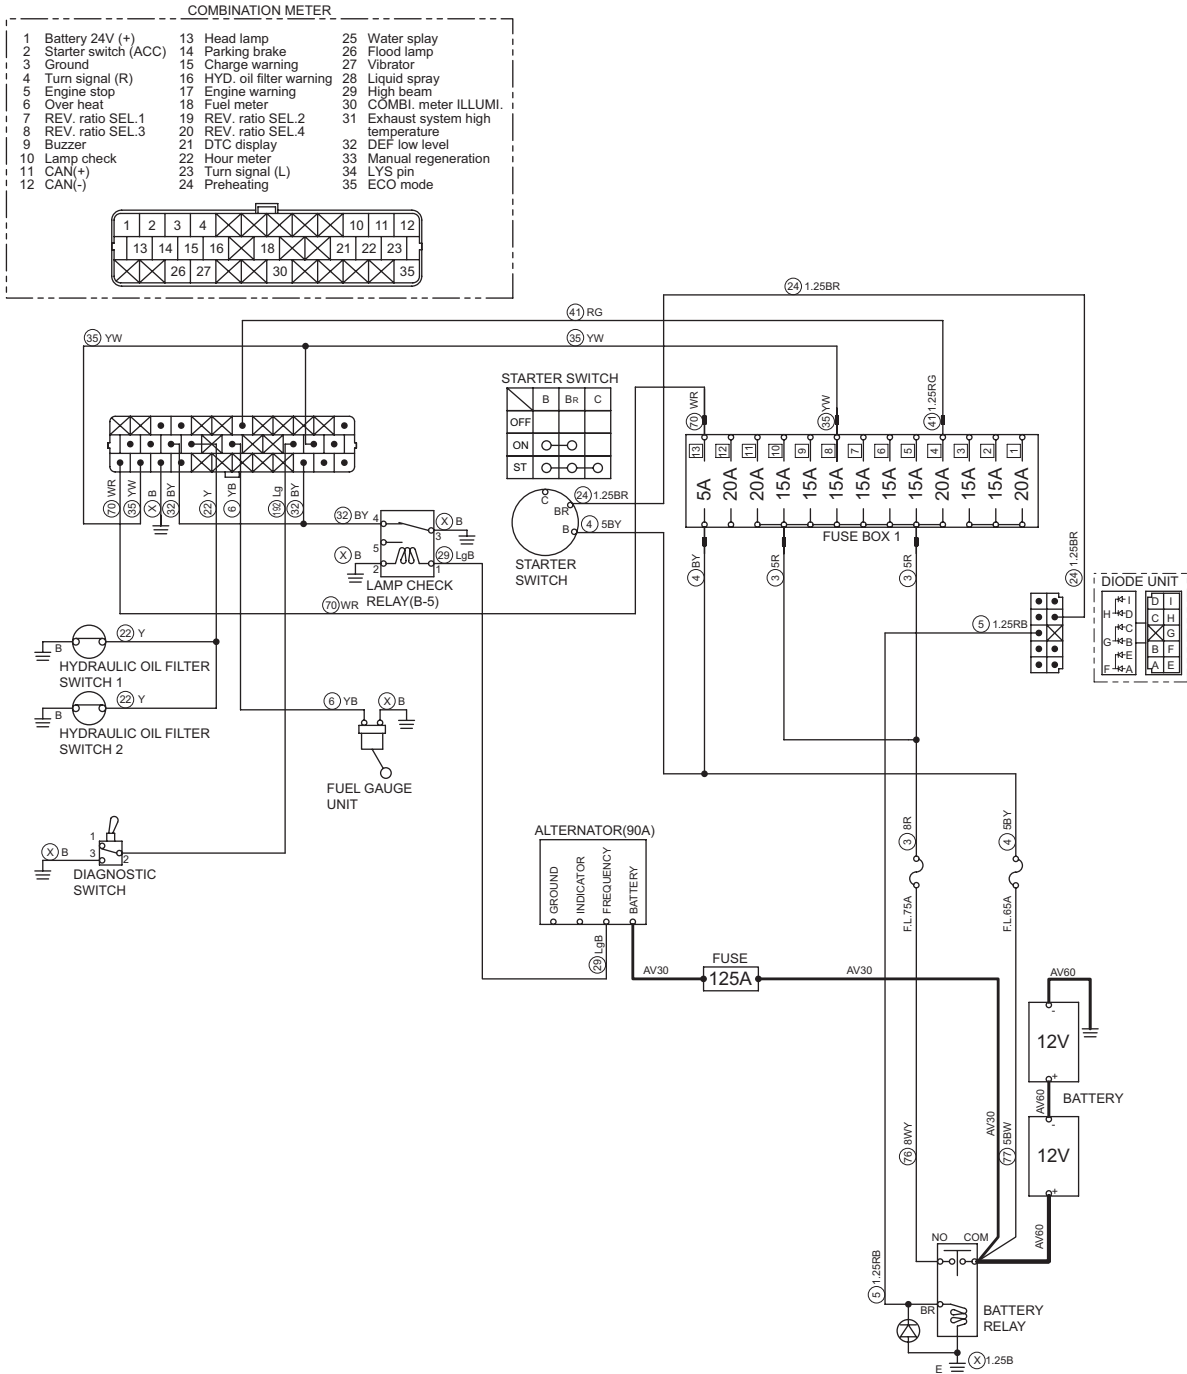 COMBINATION METER
1 Battery 24V (+) 13 Head lamp 25 Water splay
2 Starter switch (ACC) 14 Parking brake 26 Flood lamp
3 Ground 15 Charge warning 27 Vibrator
4 Turn signal (R) 16 HYD. oil filter warning 28 Liquid spray
5 Engine stop 17 Engine warning 29 High beam
6 Over heat 18 Fuel meter 30 COMBI. meter ILLUMI.
7 REV. ratio SEL.1 19 REV. ratio SEL.2 31 Exhaust system high
8 REV. ratio SEL.3 20 REV. ratio SEL.4 temperature
9 Buzzer 21 DTC display 32 DEF low level
10 Lamp check 22 Hour meter 33 Manual regeneration
11 CAN(+) 23 Turn signal (L) 34 LYS pin
12 CAN(-) 24 Preheating 35 ECO mode
1 2 3 4 10 11 12
13 14 15 16 18 21 22 23
26 27 30 35
24 1.25BR
41 RG
35 YW
35 YW
STARTER SWITCH
B BR C
OFF
ON
ST
70 WR
35 YW
41 1.25RG
13 12 11 10 9 8 7 6 5 4 3 2 1
5A 20A 20A 15A 15A 15A 15A 15A 15A 20A 15A 15A 20A
FUSE BOX 1
70 WR
35 YW
X B
32 BY
22 Y
6 YB
192 Lg
32 BY
24 1.25BR
C
BR
B
4 5BY
STARTER
SWITCH
32 BY
4
X B
3
5
X B
2
1
29 LgB
LAMP CHECK
RELAY(B-5)
70 WR
4 BY
3 5R
3 5R
24 1.25BR
5 1.25RB
DIODE UNIT
I
H D
C
G B
E
F A
D I
C H
G
B F
A E
22 Y
B
HYDRAULIC OIL FILTER
SWITCH 1
22 Y
B
HYDRAULIC OIL FILTER
SWITCH 2
6 YB
X B
FUEL GAUGE
UNIT
1
X B
3
2
DIAGNOSTIC
SWITCH
ALTERNATOR(90A)
GROUND
INDICATOR
FREQUENCY
BATTERY
29 LgB
3 8R
4 5BY
F.L.75A
F.L.65A
AV30
FUSE
125A
AV30
AV60
-
12V
+
AV60
BATTERY
-
12V
+
AV60
AV30
76 8WY
77 5BW
NO COM
5 1.25RB
BR
BATTERY
RELAY
E
X 1.25B